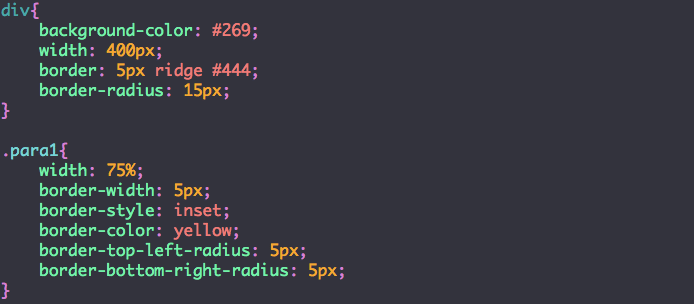 div{
    background-color: #269;
    width: 400px;
    border: 5px ridge #444;
    border-radius: 15px;
}

.para1{
    width: 75%;
    border-width: 5px;
    border-style: inset;
    border-color: yellow;
    border-top-left-radius: 5px;
    border-bottom-right-radius: 5px;
}